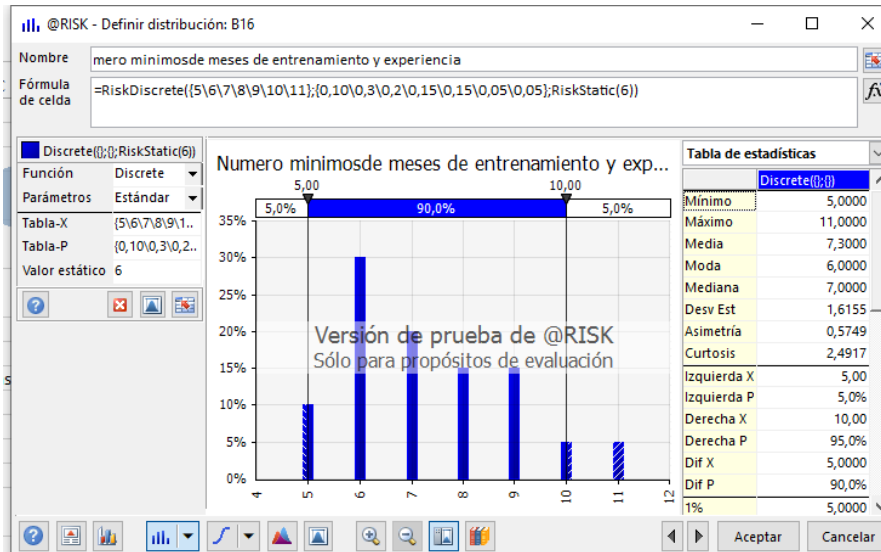 @RISK - Definir distribución: B16
Nombre
mero minimosde meses de entrenamiento y experiencia
Fórmula
de celda
=RiskDiscrete({5\6\7\8\9\10\11};{0,10\0,3\0,2\0,15\0,15\0,05\0,05};RiskStatic(6))
Discrete({};{};RiskStatic(6))
Función Discrete
Parámetros Estándar
Tabla-X {5\6\7\8\9\1..
Tabla-P {0,10\0,3\0,2..
Valor estático 6
Numero minimosde meses de entrenamiento y exp...
5,00 10,00
5,0% 90,0% 5,0%
35%
30%
25%
20%
15%
10%
5%
0%
4 5 6 7 8 9 10 11 12
Versión de prueba de @RISK
Sólo para propósitos de evaluación
Tabla de estadísticas
Discrete({};{})
Mínimo 5,0000
Máximo 11,0000
Media 7,3000
Moda 6,0000
Mediana 7,0000
Desv Est 1,6155
Asimetría 0,5749
Curtosis 2,4917
Izquierda X 5,00
Izquierda P 5,0%
Derecha X 10,00
Derecha P 95,0%
Dif X 5,0000
Dif P 90,0%
1% 5,0000
Aceptar Cancelar